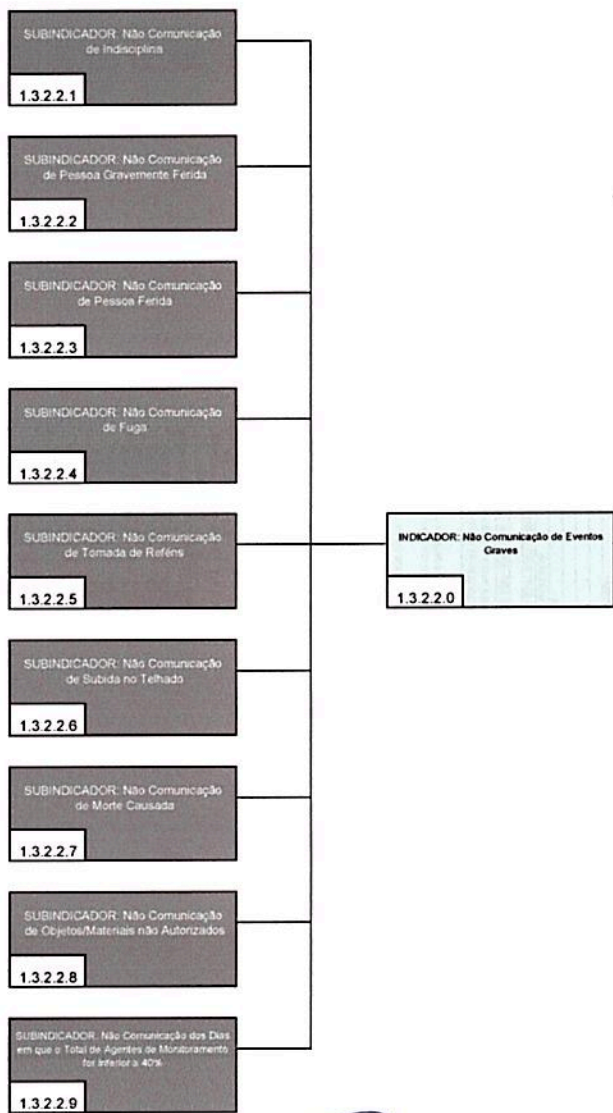 SUBINDICADOR: Não Comunicação
de Indisciplina
1.3.2.2.1
SUBINDICADOR: Não Comunicação
de Pessoa Gravemente Ferida
1.3.2.2.2
SUBINDICADOR: Não Comunicação
de Pessoa Ferida
1.3.2.2.3
SUBINDICADOR: Não Comunicação
de Fuga
1.3.2.2.4
SUBINDICADOR: Não Comunicação
de Tomada de Reféns
1.3.2.2.5
INDICADOR: Não Comunicação de Eventos
Graves
1.3.2.2.0
SUBINDICADOR: Não Comunicação
de Subida no Telhado
1.3.2.2.6
SUBINDICADOR: Não Comunicação
de Morte Causada
1.3.2.2.7
SUBINDICADOR: Não Comunicação
de Objetos/Materiais não Autorizados
1.3.2.2.8
SUBINDICADOR: Não Comunicação dos Dias
em que o Total de Agentes de Monitoramento
for Inferior a 40%
1.3.2.2.9